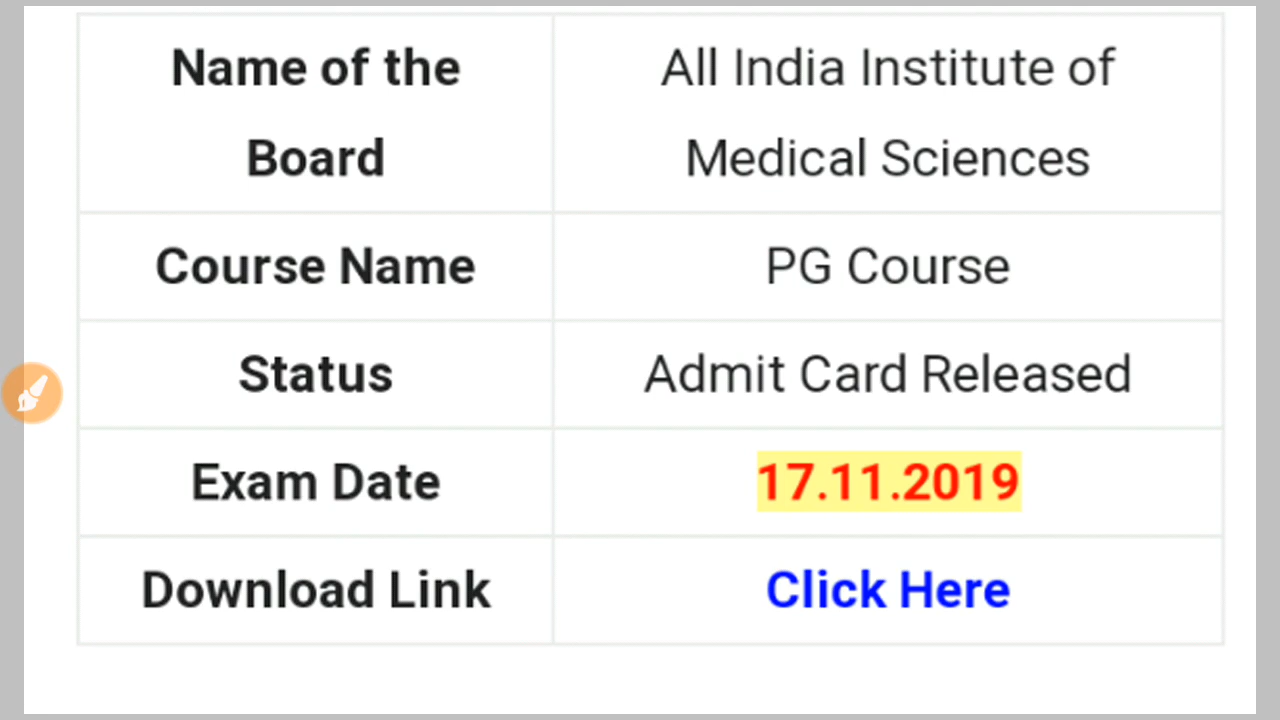 Name of the
Board
All India Institute of
Medical Sciences
Course Name
PG Course
Status
Admit Card Released
Exam Date
17.11.2019
Download Link
Click Here